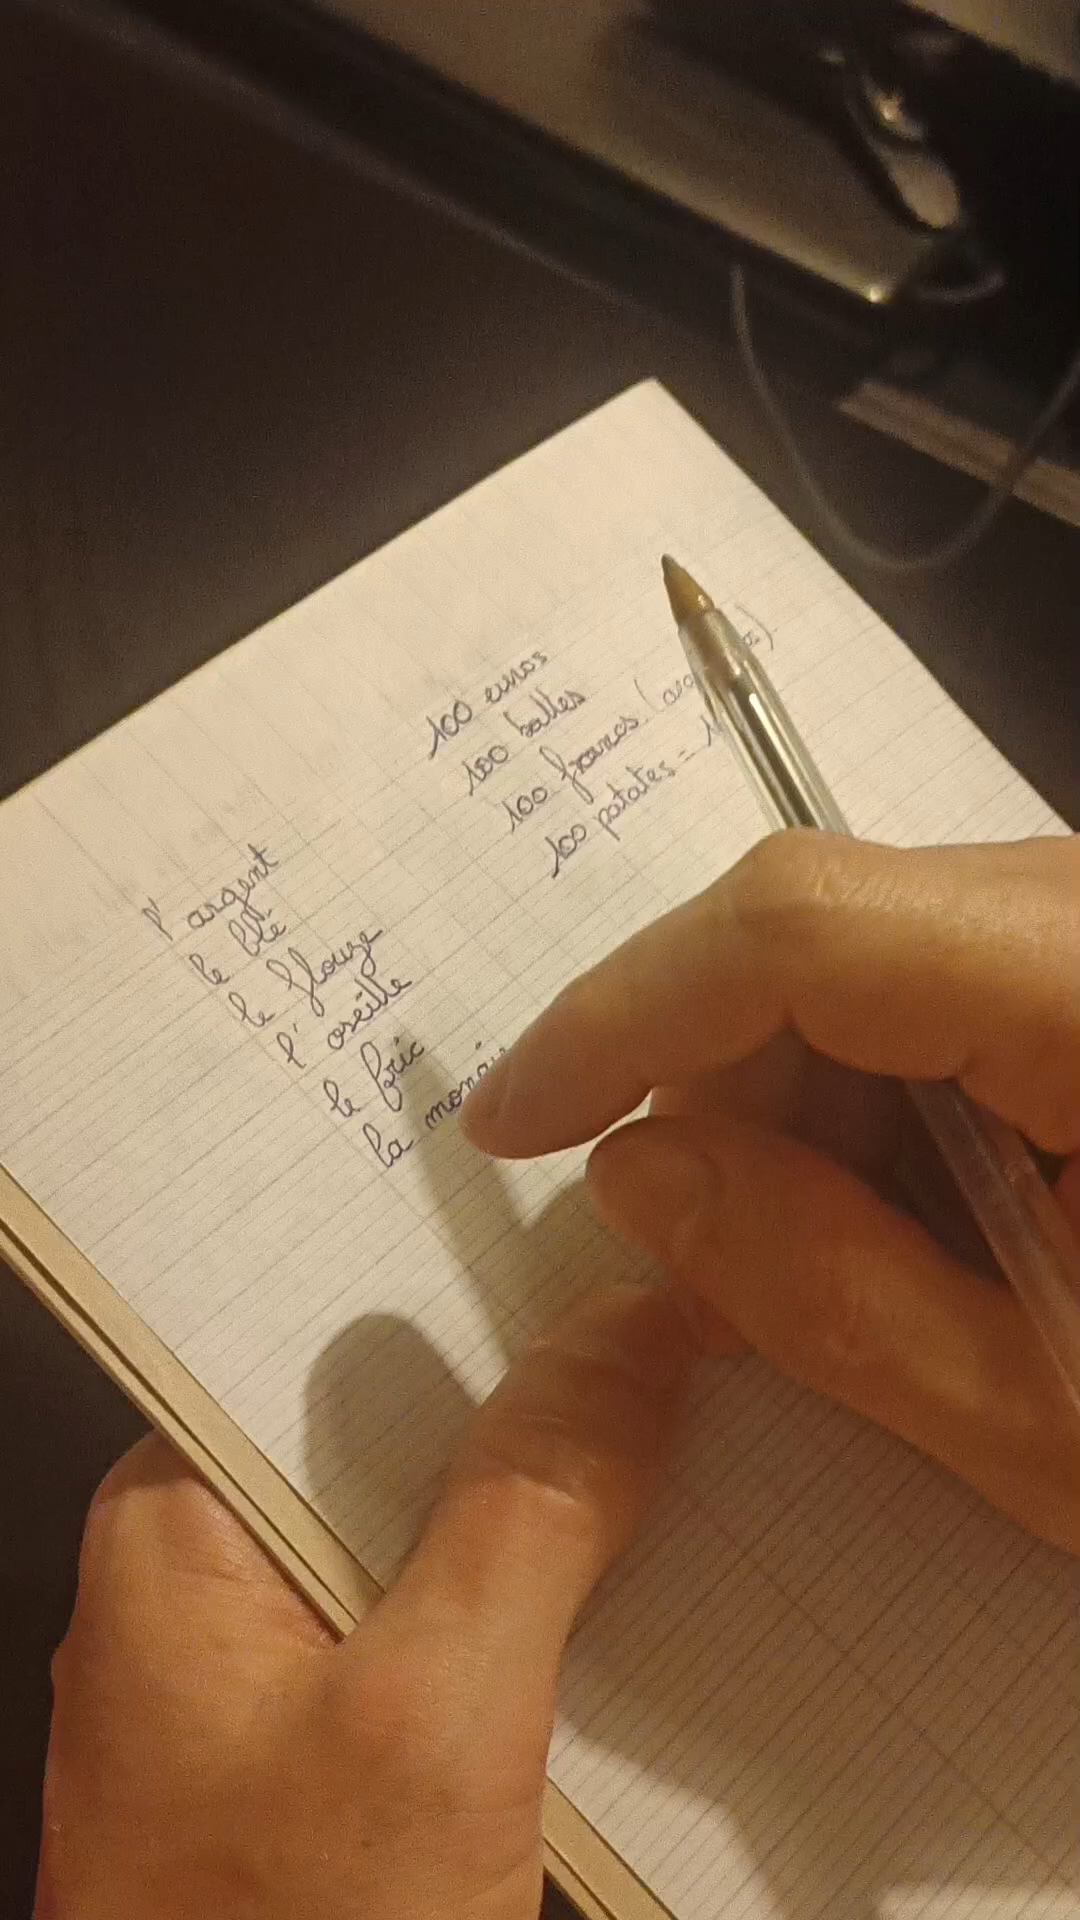 100 euros
100 balles
100 francs
100 patates =
l'argent
le blé
le flouze
l'oseille
le fric
la